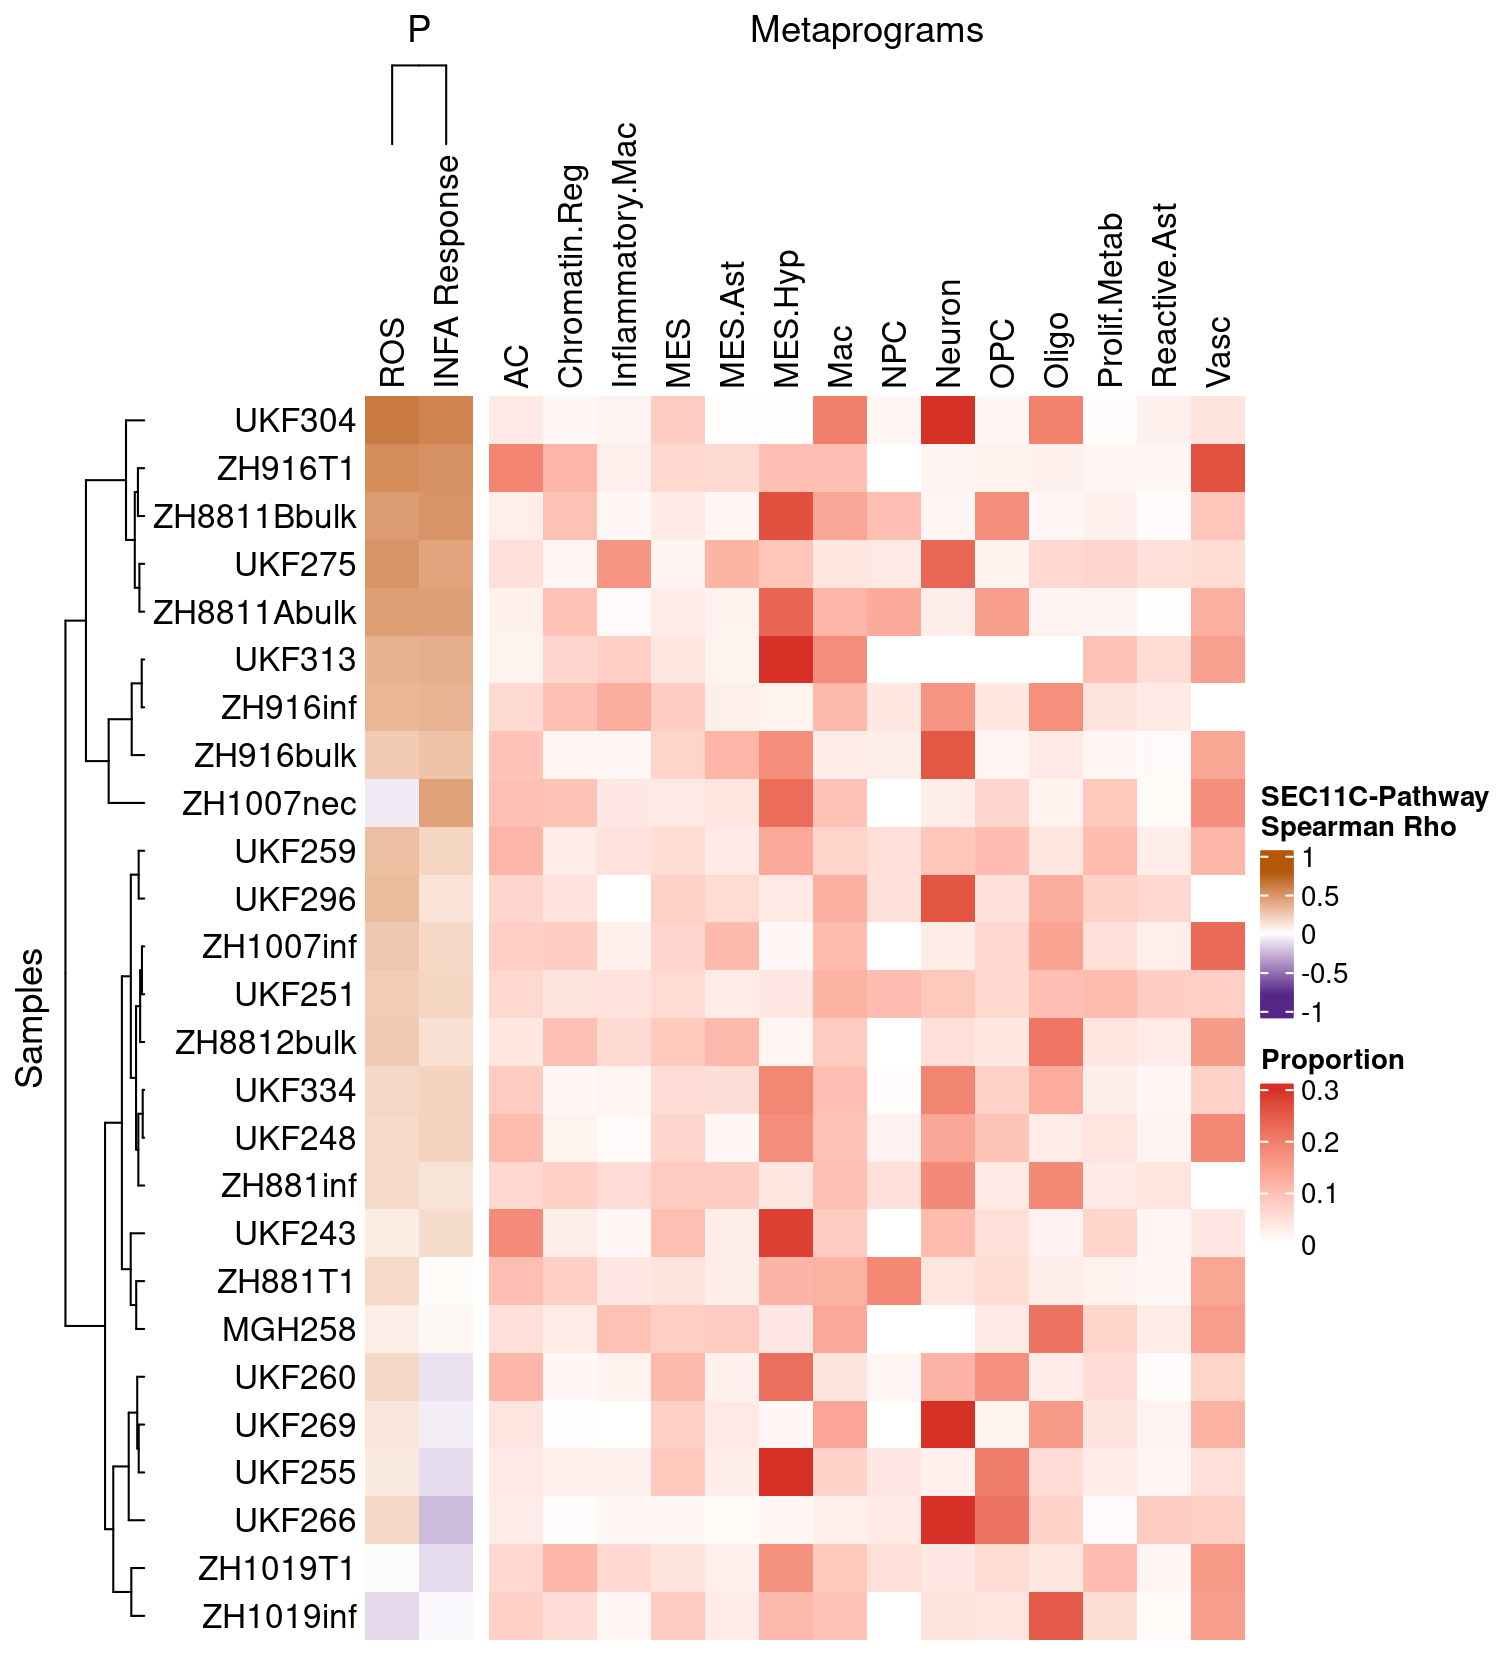 P
Metaprograms
ROS
INFA Response
AC
Chromatin.Reg
Inflammatory.Mac
MES
MES.Ast
MES.Hyp
Mac
NPC
Neuron
OPC
Oligo
Prolif.Metab
Reactive.Ast
Vasc
Samples
UKF304
ZH916T1
ZH8811Bbulk
UKF275
ZH8811Abulk
UKF313
ZH916inf
ZH916bulk
ZH1007nec
UKF259
UKF296
ZH1007inf
UKF251
ZH8812bulk
UKF334
UKF248
ZH881inf
UKF243
ZH881T1
MGH258
UKF260
UKF269
UKF255
UKF266
ZH1019T1
ZH1019inf
SEC11C-Pathway
Spearman Rho
1
0.5
0
-0.5
-1
Proportion
0.3
0.2
0.1
0